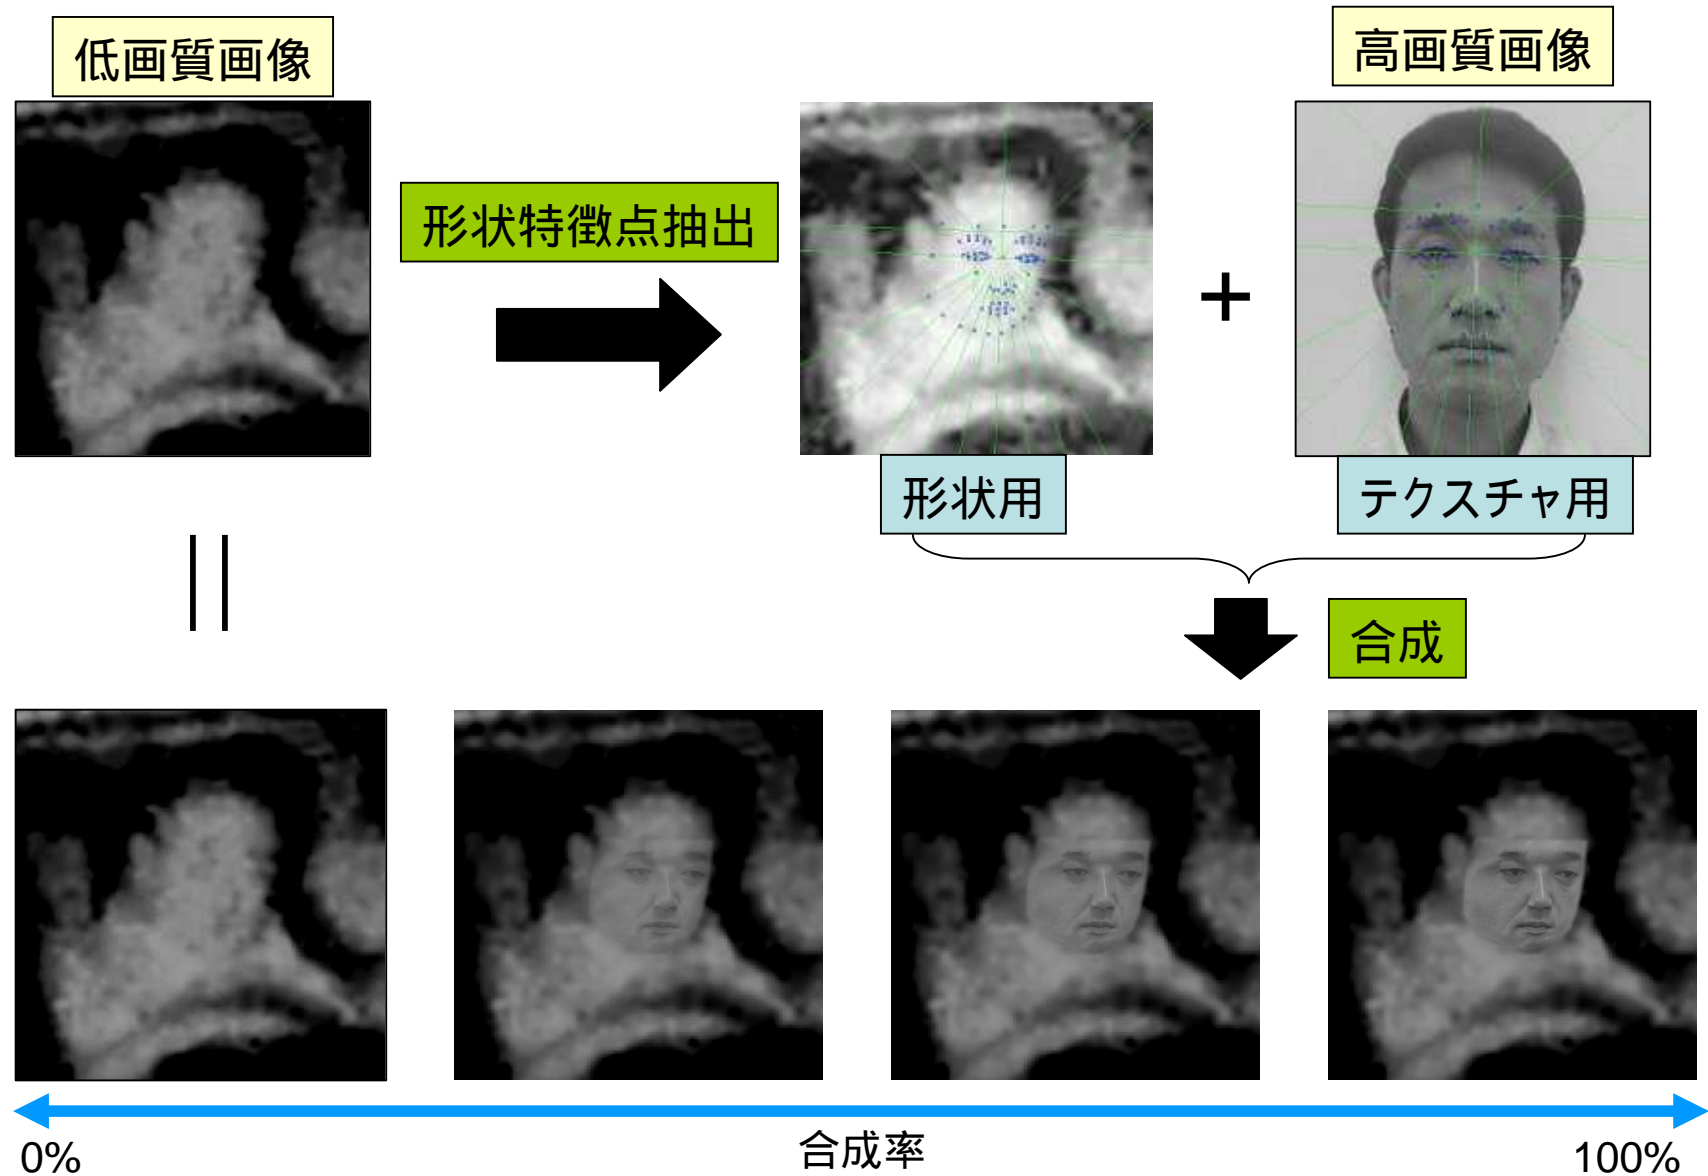 低画質画像
高画質画像
形状特徴点抽出
+
形状用
テクスチャ用
合成
0%
合成率
100%